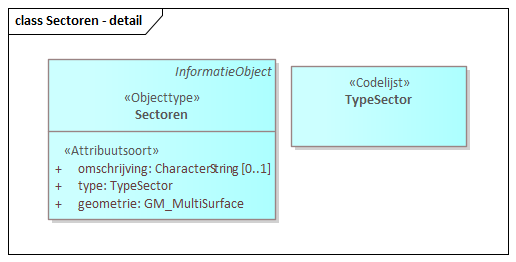 class Sectoren - detail
InformatieObject
«Objecttype»
Sectoren
«Attribuutsoort»
+ omschrijving: CharacterString [0..1]
+ type: TypeSector
+ geometrie: GM_MultiSurface
«Codelijst»
TypeSector